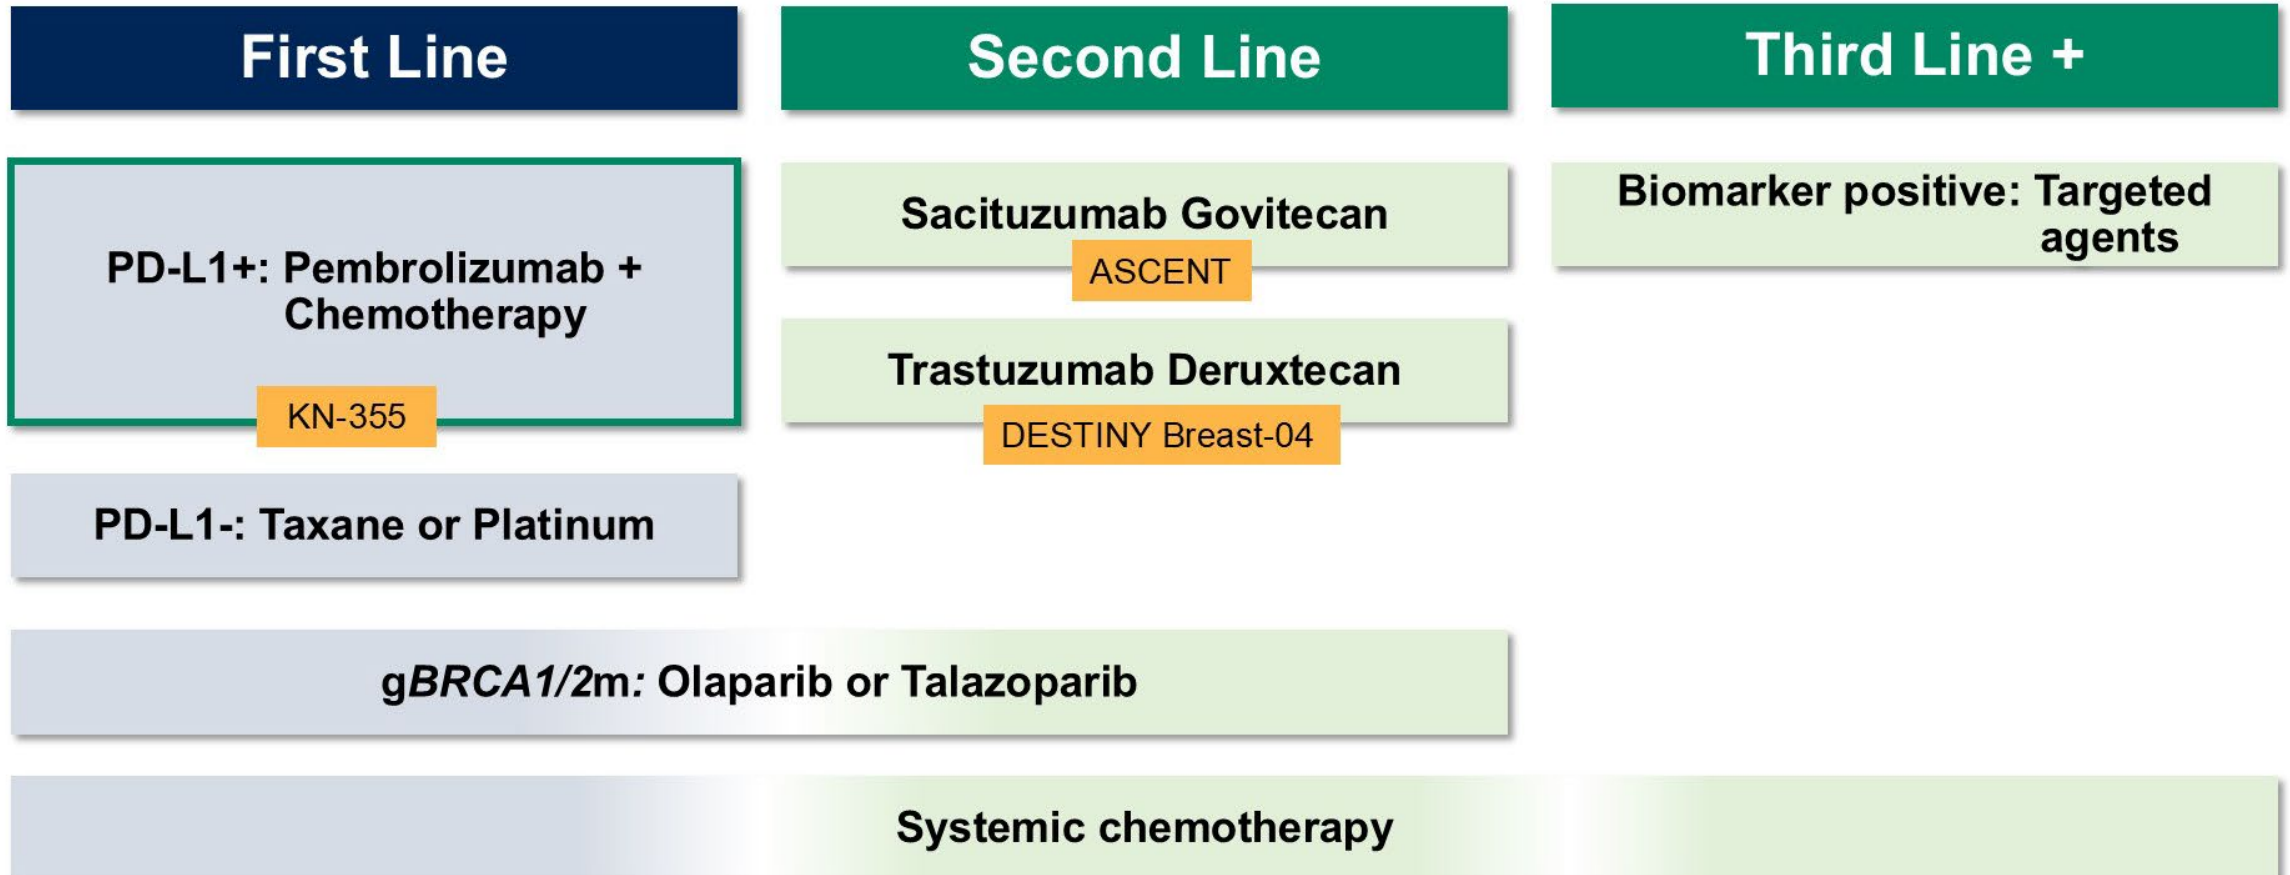 First Line
Second Line
Third Line +
PD-L1+: Pembrolizumab +
Chemotherapy
KN-355
PD-L1-: Taxane or Platinum
Sacituzumab Govitecan
ASCENT
Trastuzumab Deruxtecan
DESTINY Breast-04
Biomarker positive: Targeted
agents
gBRCA1/2m: Olaparib or Talazoparib
Systemic chemotherapy